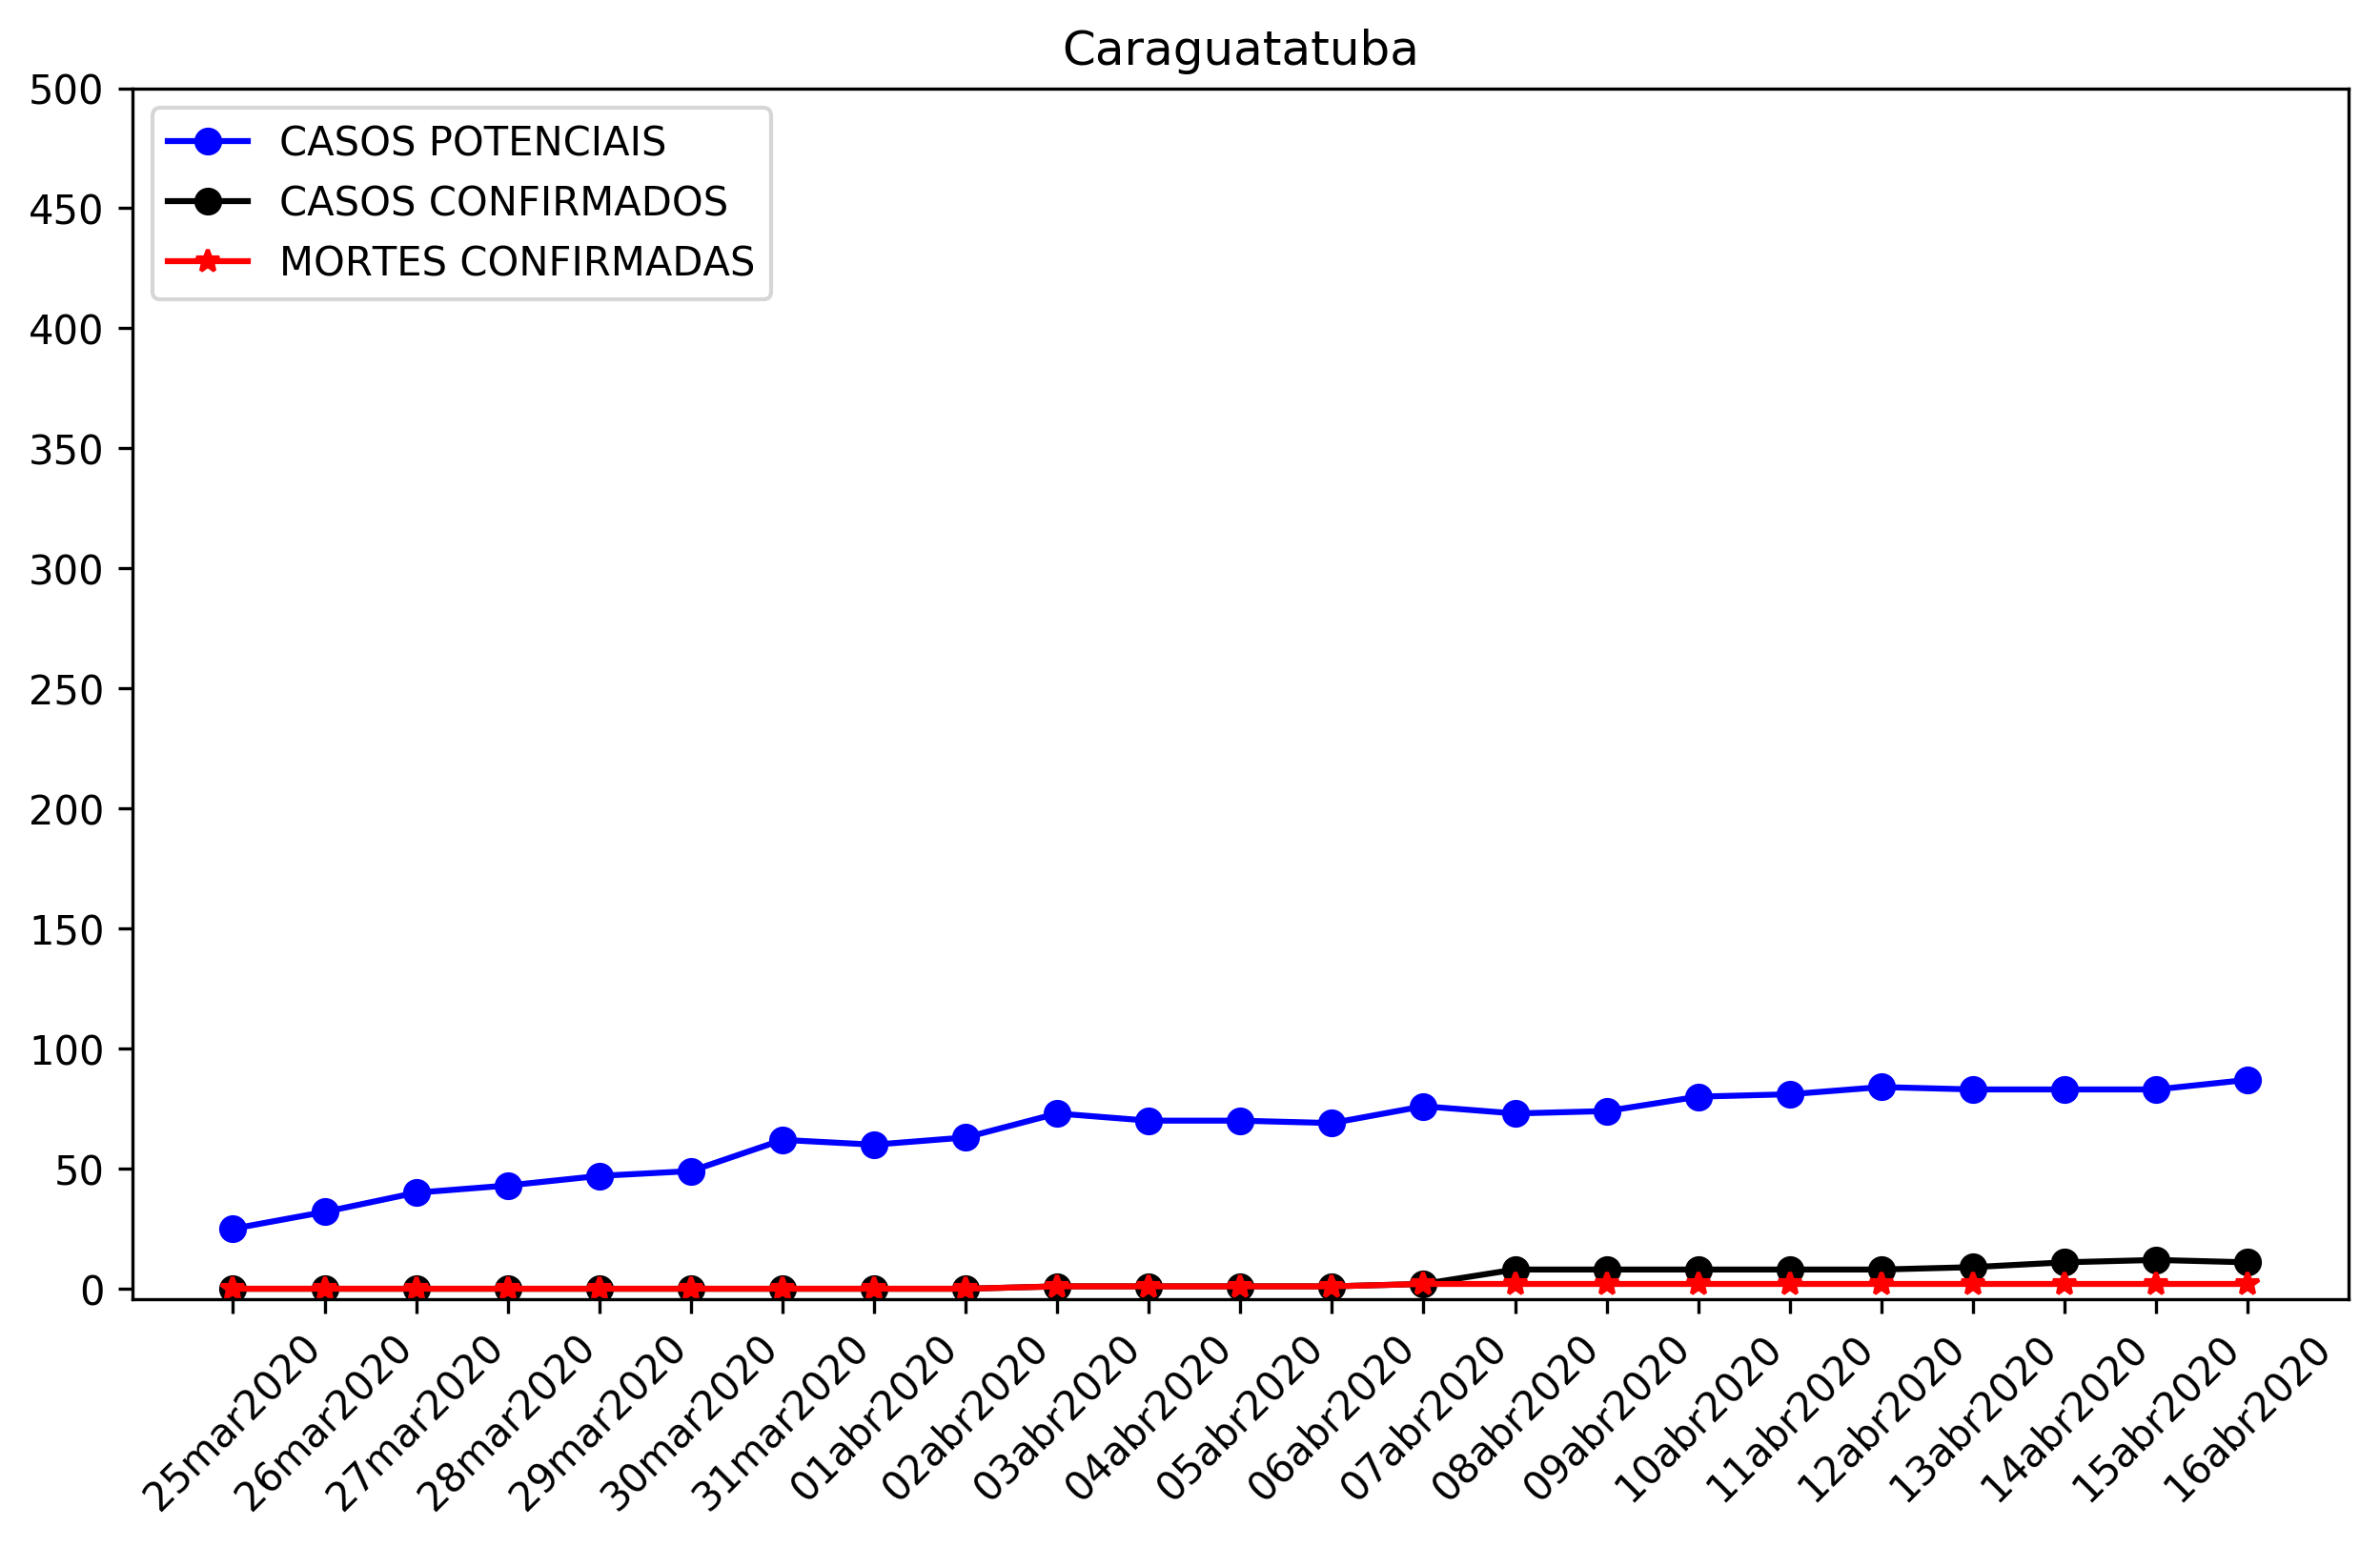 Caraguatatuba
500
450
400
350
300
250
200
150
100
50
0
CASOS POTENCIAIS
CASOS CONFIRMADOS
MORTES CONFIRMADAS
25mar2020
26mar2020
27mar2020
28mar2020
29mar2020
30mar2020
31mar2020
01abr2020
02abr2020
03abr2020
04abr2020
05abr2020
06abr2020
07abr2020
08abr2020
09abr2020
10abr2020
11abr2020
12abr2020
13abr2020
14abr2020
15abr2020
16abr2020